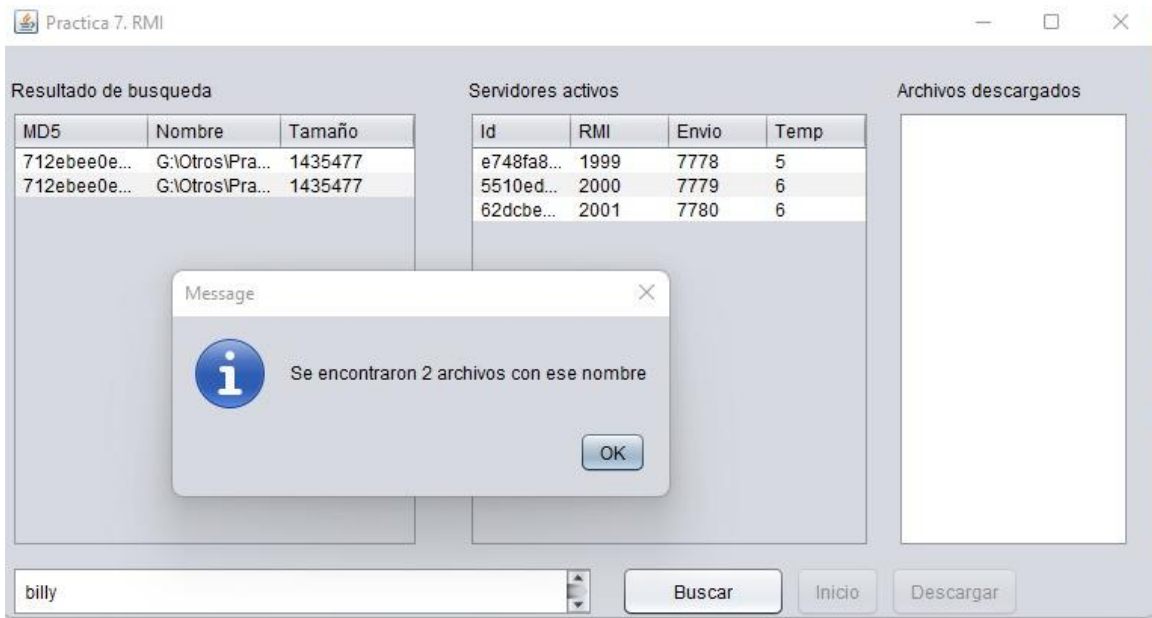 Practica 7. RMI
Resultado de busqueda
MD5 Nombre Tamaño
712ebee0e... G:\Otros\Pra... 1435477
712ebee0e... G:\Otros\Pra... 1435477
Servidores activos
Id RMI Envio Temp
e748fa8... 1999 7778 5
5510ed... 2000 7779 6
62dcbe... 2001 7780 6
Archivos descargados
Message
Se encontraron 2 archivos con ese nombre
OK
billy
Buscar
Inicio
Descargar